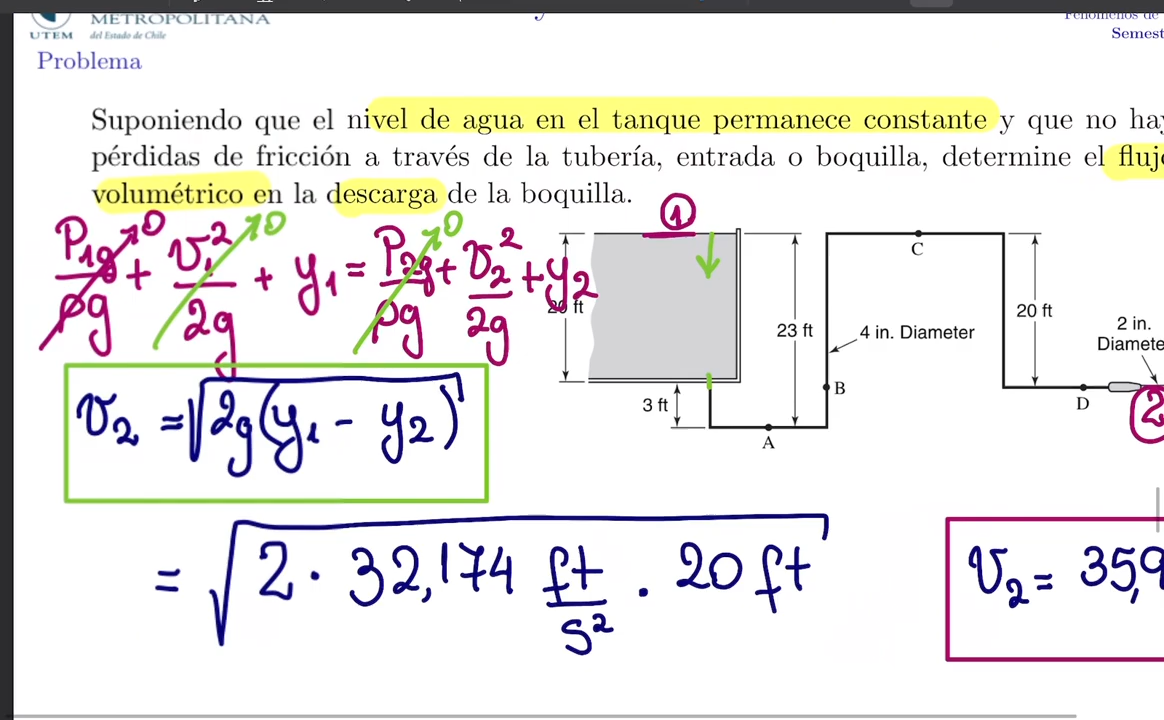 METROPOLITANA
UTEM del Estado de Chile
Fenómenos de
Semest
Problema
Suponiendo que el nivel de agua en el tanque permanece constante y que no hay
pérdidas de fricción a través de la tubería, entrada o boquilla, determine el flujo
volumétrico en la descarga de la boquilla.
P1g/ρg →0 + v1²/2g →0 + y1 = P2g/ρg →0 + v2²/2g + y2
1
20 ft
23 ft
3 ft
4 in. Diameter
20 ft
2 in.
Diamete
A
B
C
D
2
v2 = √2g(y1 - y2)
= √2 · 32,174 ft/s² · 20 ft
v2 = 35,9